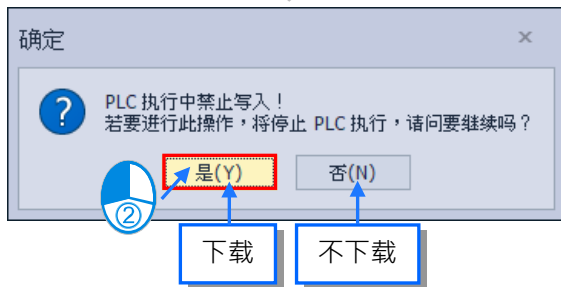 确定
PLC 执行中禁止写入！
若要进行此操作，将停止 PLC 执行，请问要继续吗？
是(Y)
否(N)
②
下载
不下载